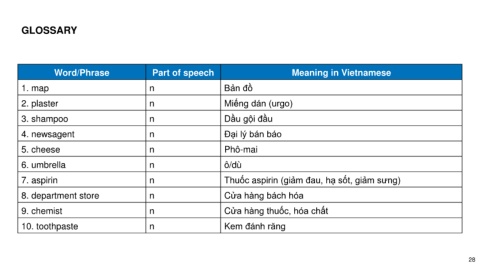 GLOSSARY
Word/Phrase Part of speech Meaning in Vietnamese
1. map n Bản đồ
2. plaster n Miếng dán (urgo)
3. shampoo n Dầu gội đầu
4. newsagent n Đại lý bán báo
5. cheese n Phô-mai
6. umbrella n ô/dù
7. aspirin n Thuốc aspirin (giảm đau, hạ sốt, giảm sưng)
8. department store n Cửa hàng bách hóa
9. chemist n Cửa hàng thuốc, hóa chất
10. toothpaste n Kem đánh răng
28